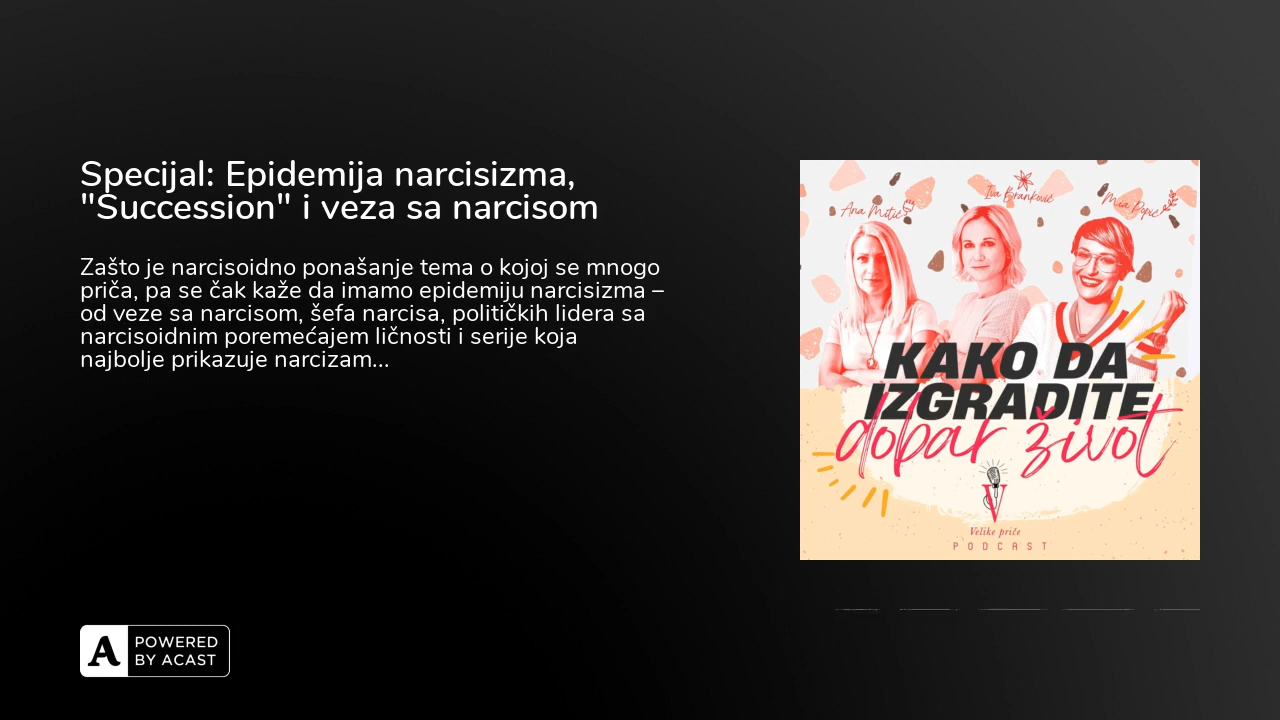 Specijal: Epidemija narcisizma,
"Succession" i veza sa narcisom
Zašto je narcisoidno ponašanje tema o kojoj se mnogo
priča, pa se čak kaže da imamo epidemiju narcisizma –
od veze sa narcisom, šefa narcisa, političkih lidera sa
narcisoidnim poremećajem ličnosti i serije koja
najbolje prikazuje narcizam...
Ana Mitić
Iva Branković
Mia Popić
KAKO DA
IZGRADITE
dobar život
V
Velike priče
PODCAST
A
POWERED
BY ACAST